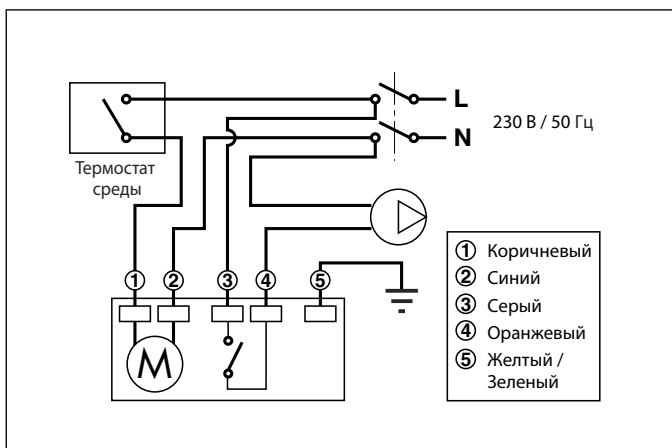 L
230 В / 50 Гц
N
Термостат
среды
1 2 3 4 5
M
1 Коричневый
2 Синий
3 Серый
4 Оранжевый
5 Желтый /
Зеленый